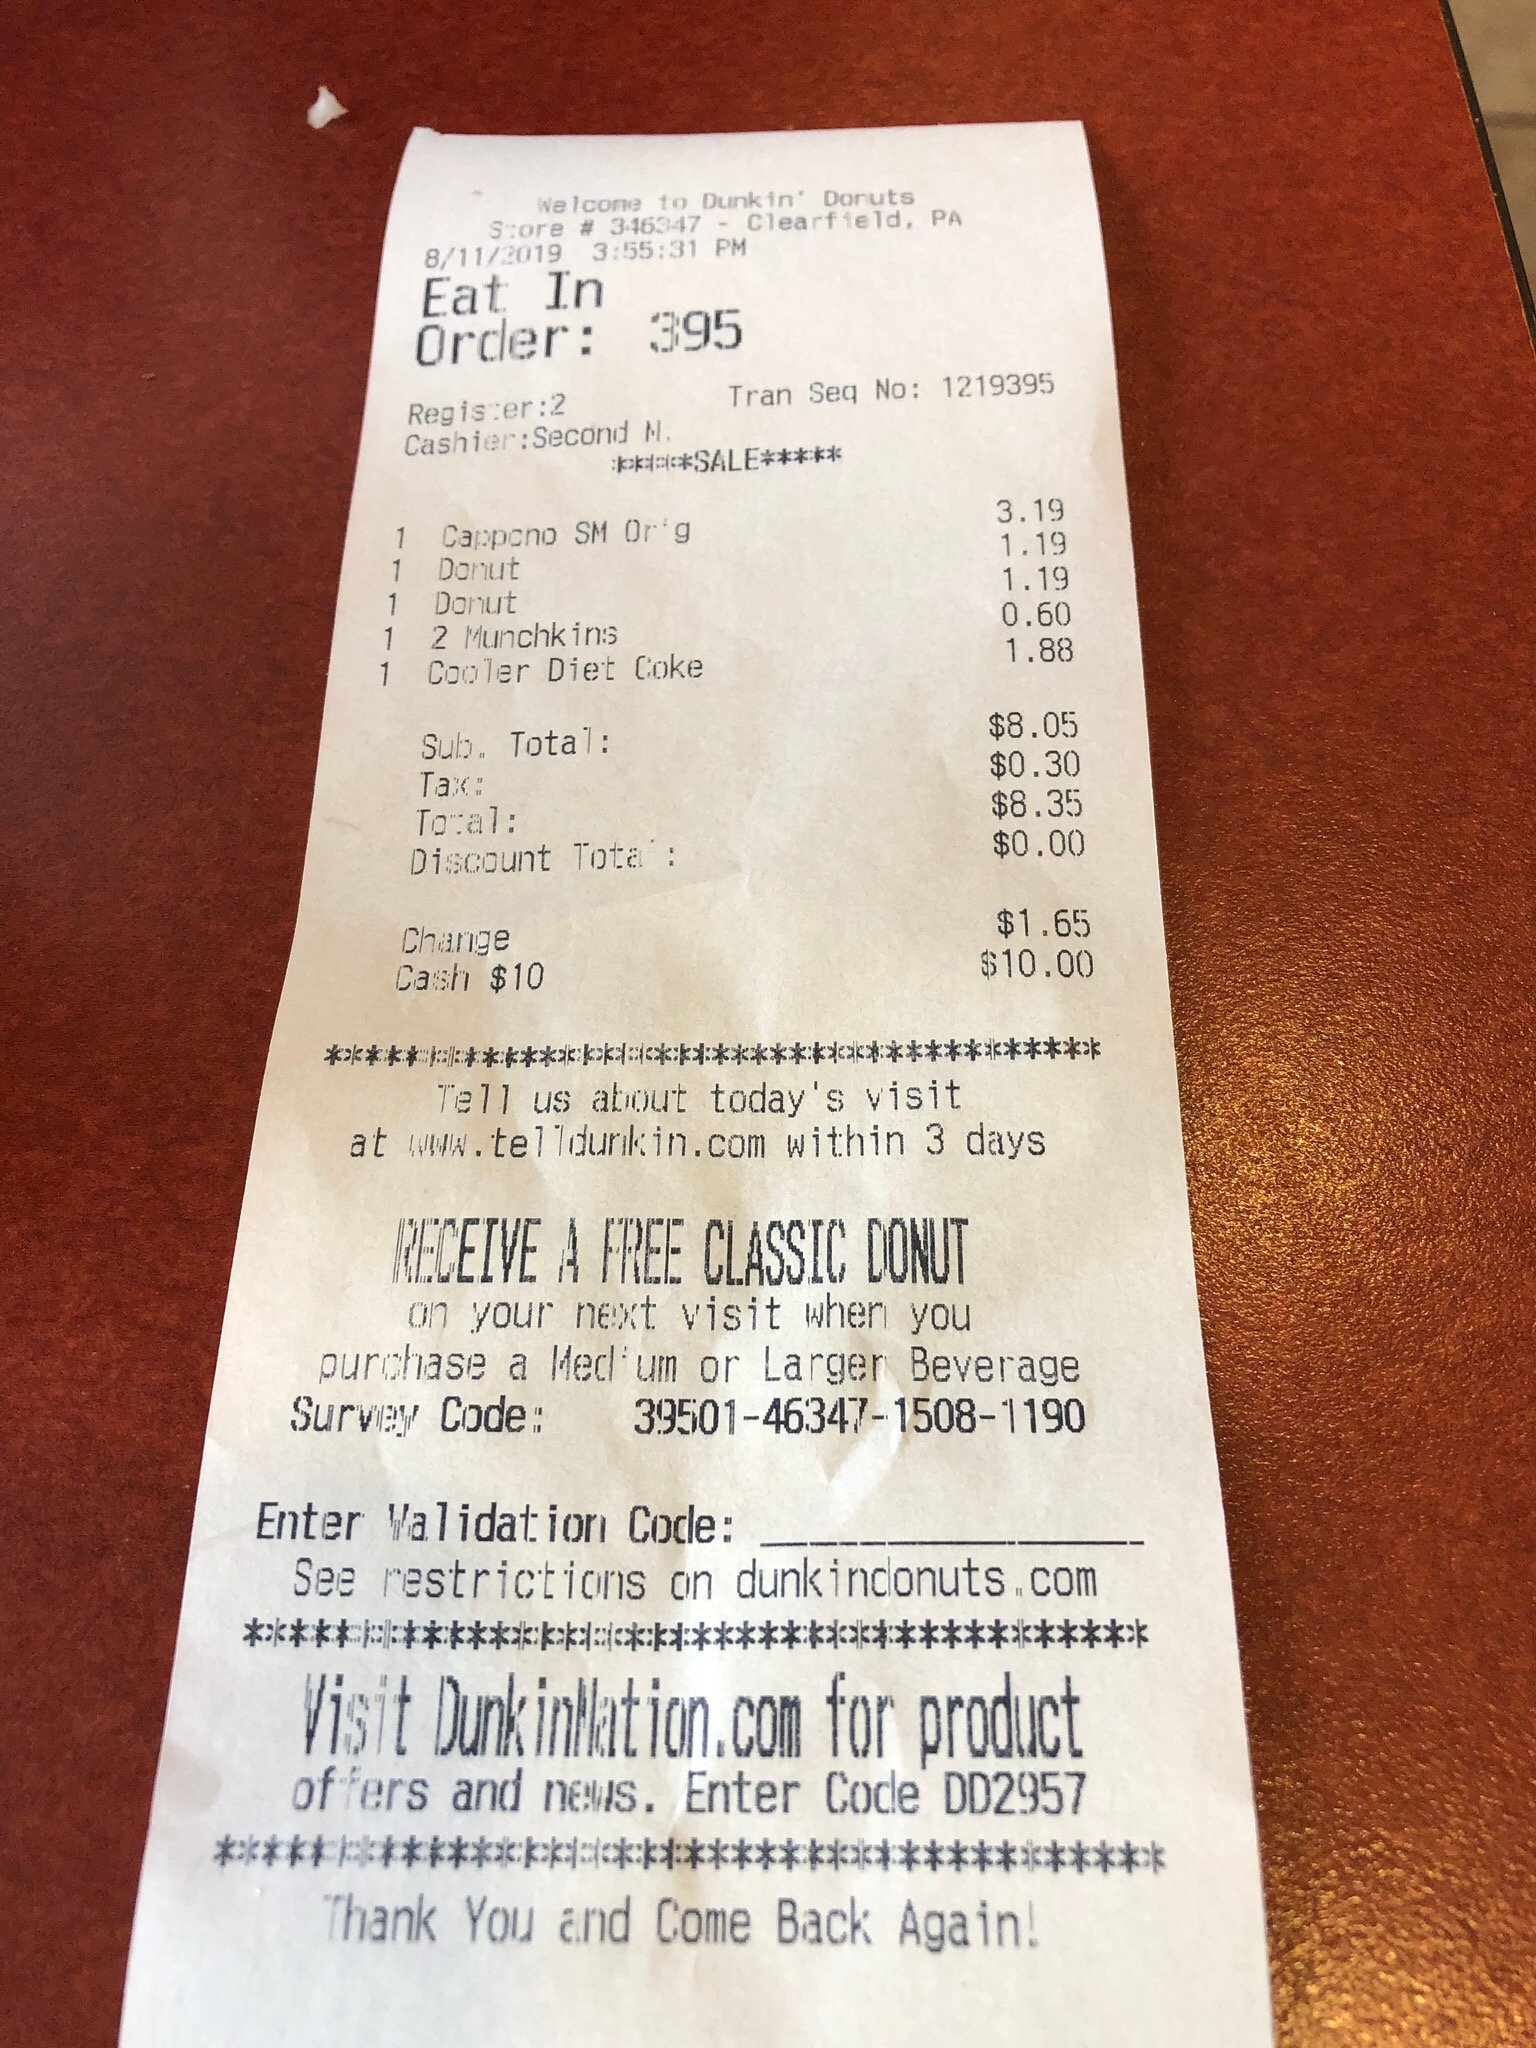 Welcome to Dunkin' Donuts
Store # 346347 - Clearfield, PA
8/11/2019 3:55:31 PM
Eat In
Order: 395
Register:2 Tran Seq No: 1219395
Cashier:Second M.
*****SALE*****
1 Cappcno SM Orig 3.19
1 Donut 1.19
1 Donut 1.19
1 2 Munchkins 0.60
1 Cooler Diet Coke 1.88
Sub. Total: $8.05
Tax: $0.30
Total: $8.35
Discount Total: $0.00
Change $1.65
Cash $10 $10.00
****************************************
Tell us about today's visit
at www.telldunkin.com within 3 days
RECEIVE A FREE CLASSIC DONUT
on your next visit when you
purchase a Medium or Larger Beverage
Survey Code: 39501-46347-1508-1190
Enter Validation Code: _______________
See restrictions on dunkindonuts.com
****************************************
Visit DunkinNation.com for product
offers and news. Enter Code DD2957
****************************************
Thank You and Come Back Again!